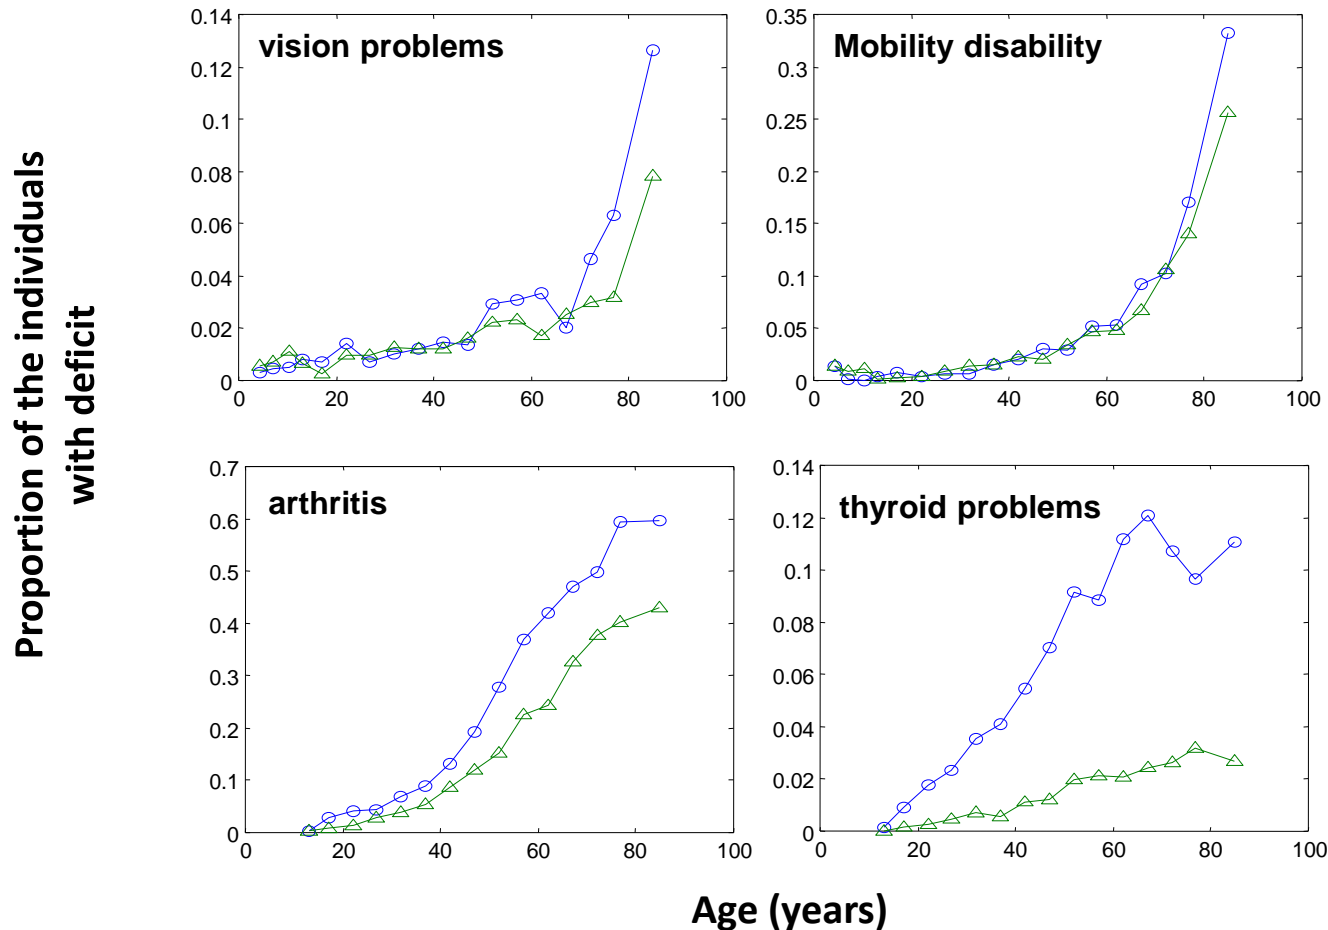 Proportion of the individuals
with deficit
vision problems
0.14
0.12
0.1
0.08
0.06
0.04
0.02
0
0 20 40 60 80 100
Mobility disability
0.35
0.3
0.25
0.2
0.15
0.1
0.05
0
0 20 40 60 80 100
arthritis
0.7
0.6
0.5
0.4
0.3
0.2
0.1
0
0 20 40 60 80 100
thyroid problems
0.14
0.12
0.1
0.08
0.06
0.04
0.02
0
0 20 40 60 80 100
Age (years)